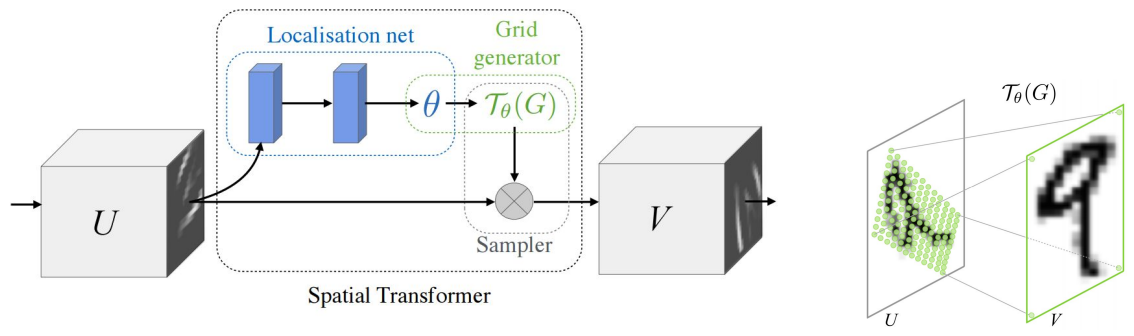 Localisation net
Grid
generator
θ
𝒯θ(G)
U
V
Sampler
Spatial Transformer
𝒯θ(G)
U
V